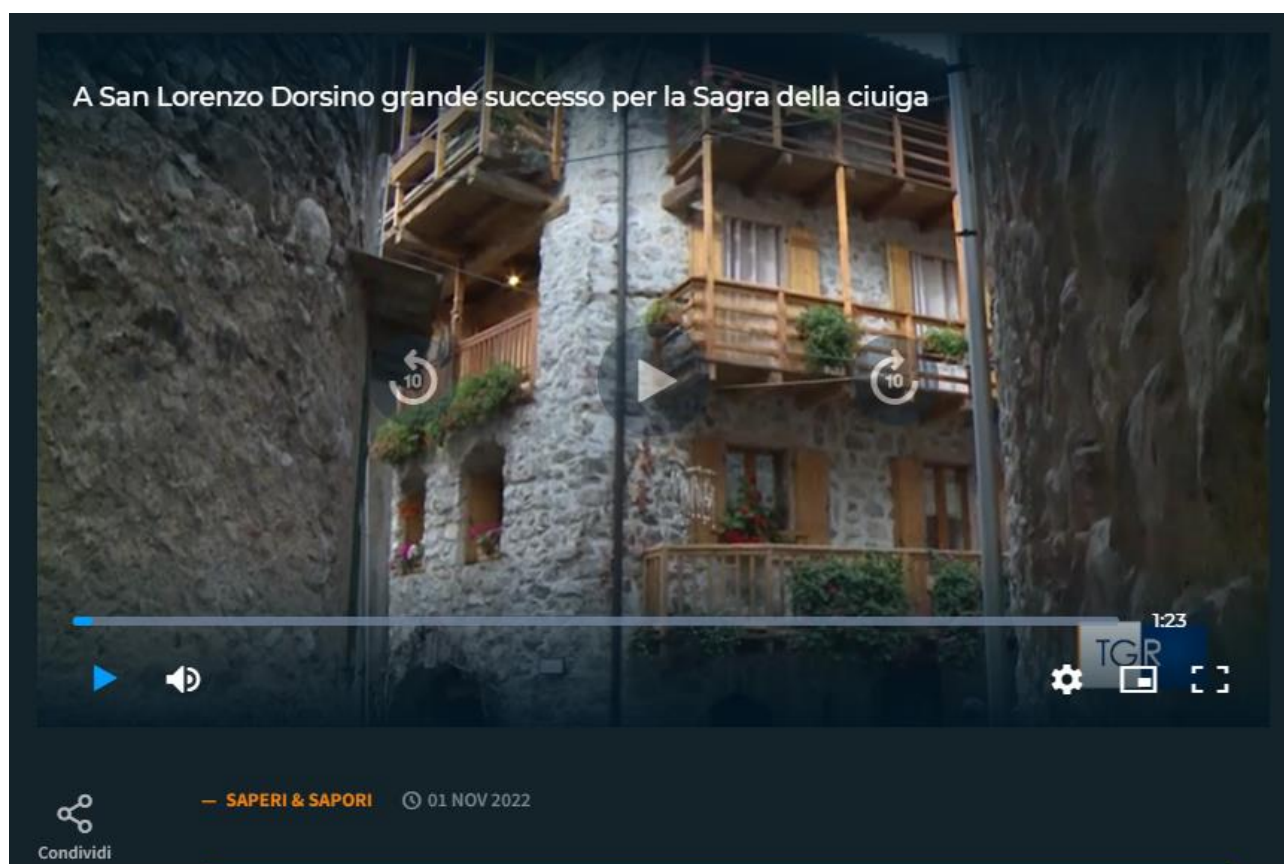 A San Lorenzo Dorsino grande successo per la Sagra della ciuiga
10
10
1:23
TGR
— SAPERI & SAPORI 01 NOV 2022
Condividi